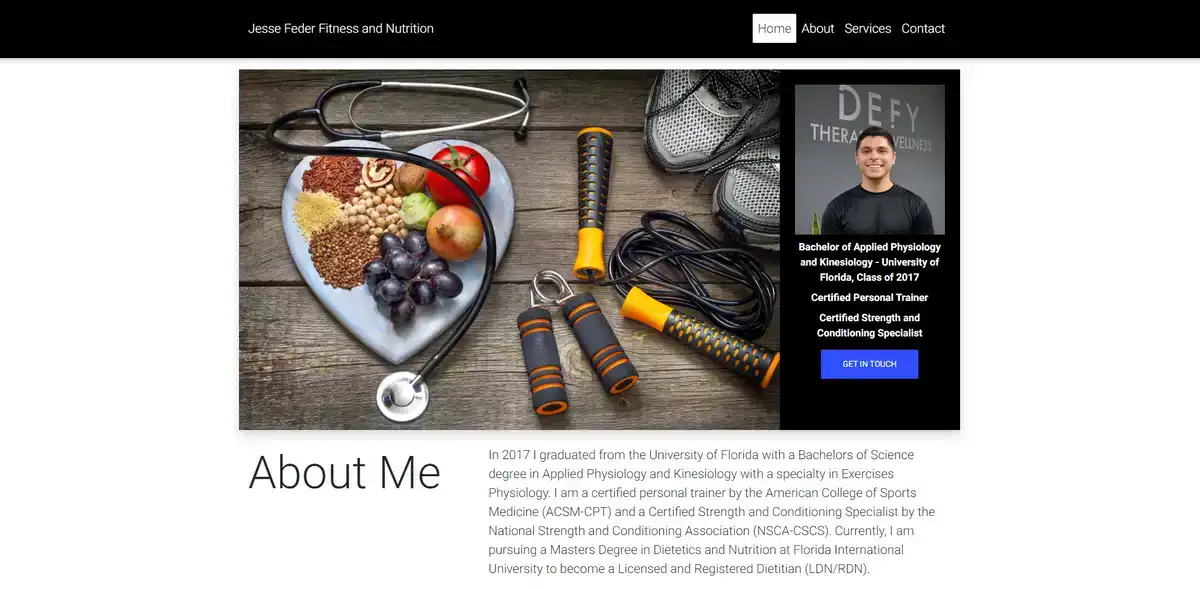 Jesse Feder Fitness and Nutrition
Home About Services Contact
DEFY
THERA WELLNESS
Bachelor of Applied Physiology
and Kinesiology - University of
Florida, Class of 2017
Certified Personal Trainer
Certified Strength and
Conditioning Specialist
GET IN TOUCH
About Me
In 2017 I graduated from the University of Florida with a Bachelors of Science
degree in Applied Physiology and Kinesiology with a specialty in Exercises
Physiology. I am a certified personal trainer by the American College of Sports
Medicine (ACSM-CPT) and a Certified Strength and Conditioning Specialist by the
National Strength and Conditioning Association (NSCA-CSCS). Currently, I am
pursuing a Masters Degree in Dietetics and Nutrition at Florida International
University to become a Licensed and Registered Dietitian (LDN/RDN).